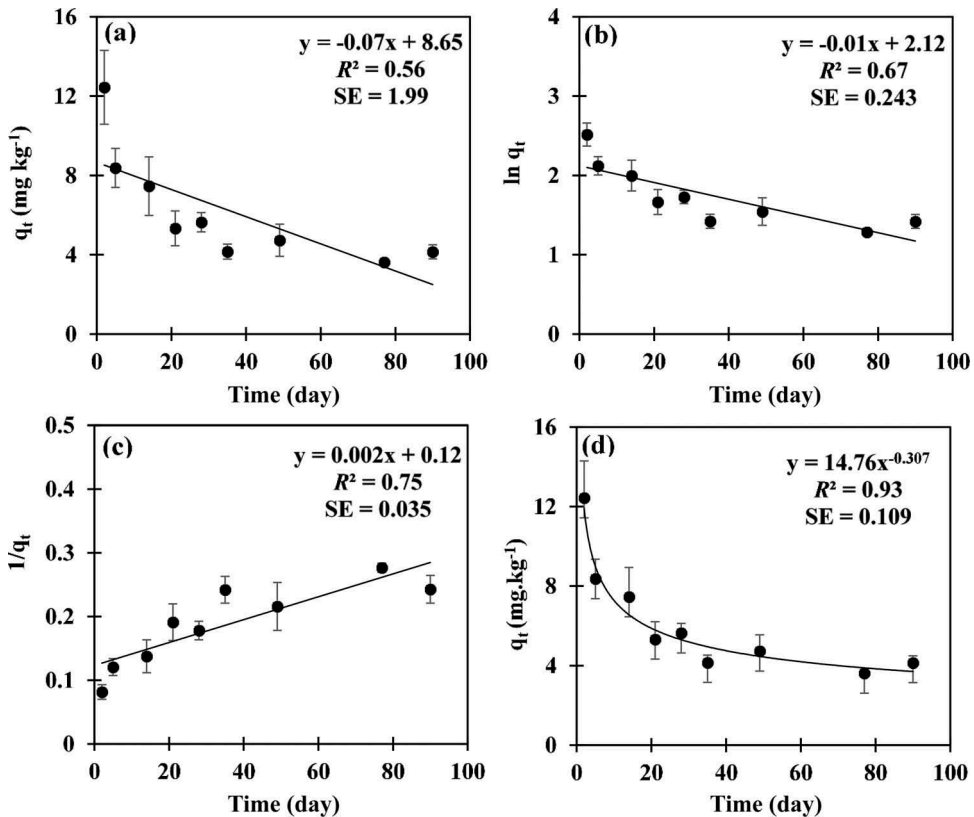 (a)
y = -0.07x + 8.65
R² = 0.56
SE = 1.99
qₜ (mg kg⁻¹)
16
12
8
4
0
0 20 40 60 80 100
Time (day)
(b)
y = -0.01x + 2.12
R² = 0.67
SE = 0.243
ln qₜ
4
3
2
1
0
0 20 40 60 80 100
Time (day)
(c)
y = 0.002x + 0.12
R² = 0.75
SE = 0.035
1/qₜ
0.5
0.4
0.3
0.2
0.1
0
0 20 40 60 80 100
Time (day)
(d)
y = 14.76x⁻⁰·³⁰⁷
R² = 0.93
SE = 0.109
qₜ (mg.kg⁻¹)
16
12
8
4
0
0 20 40 60 80 100
Time (day)